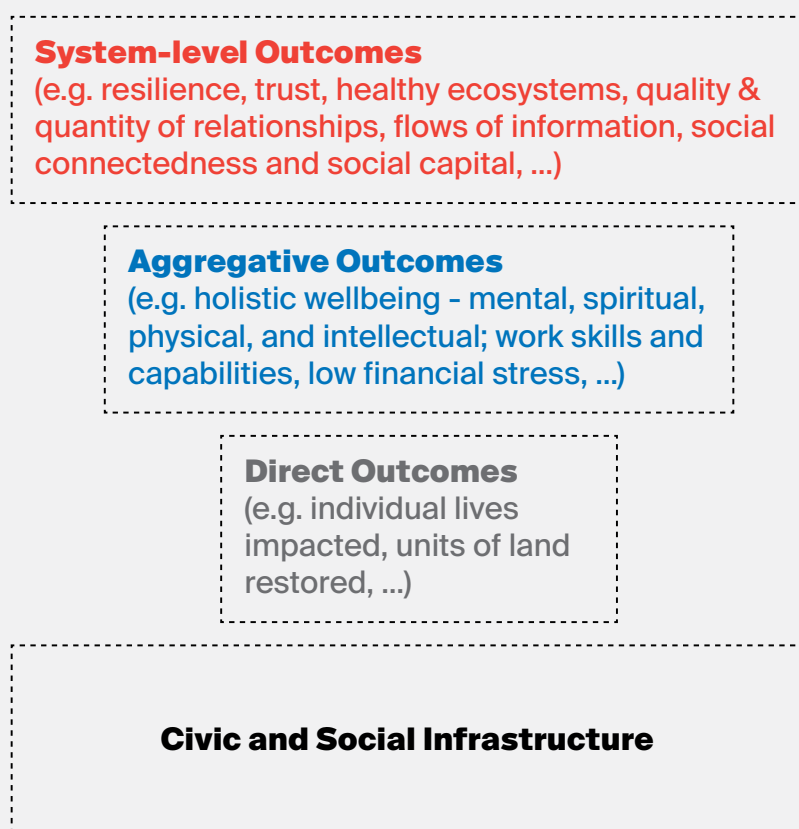 System-level Outcomes
(e.g. resilience, trust, healthy ecosystems, quality &
quantity of relationships, flows of information, social
connectedness and social capital, ...)
Aggregative Outcomes
(e.g. holistic wellbeing - mental, spiritual,
physical, and intellectual; work skills and
capabilities, low financial stress, ...)
Direct Outcomes
(e.g. individual lives
impacted, units of land
restored, ...)
Civic and Social Infrastructure